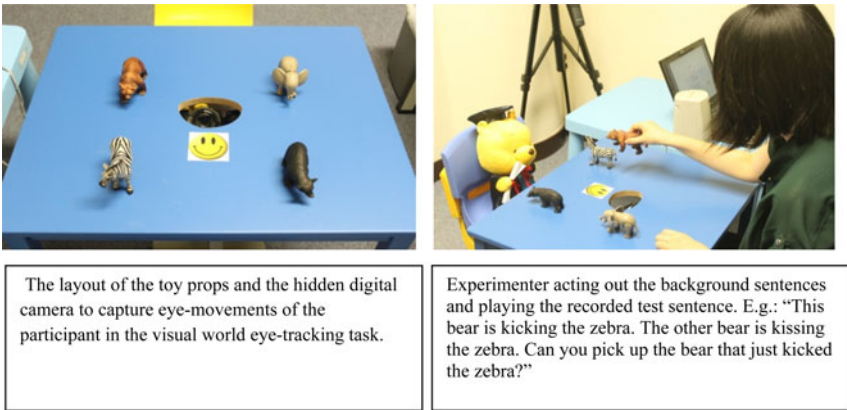 The layout of the toy props and the hidden digital
camera to capture eye-movements of the
participant in the visual world eye-tracking task.
Experimenter acting out the background sentences
and playing the recorded test sentence. E.g.: “This
bear is kicking the zebra. The other bear is kissing
the zebra. Can you pick up the bear that just kicked
the zebra?”